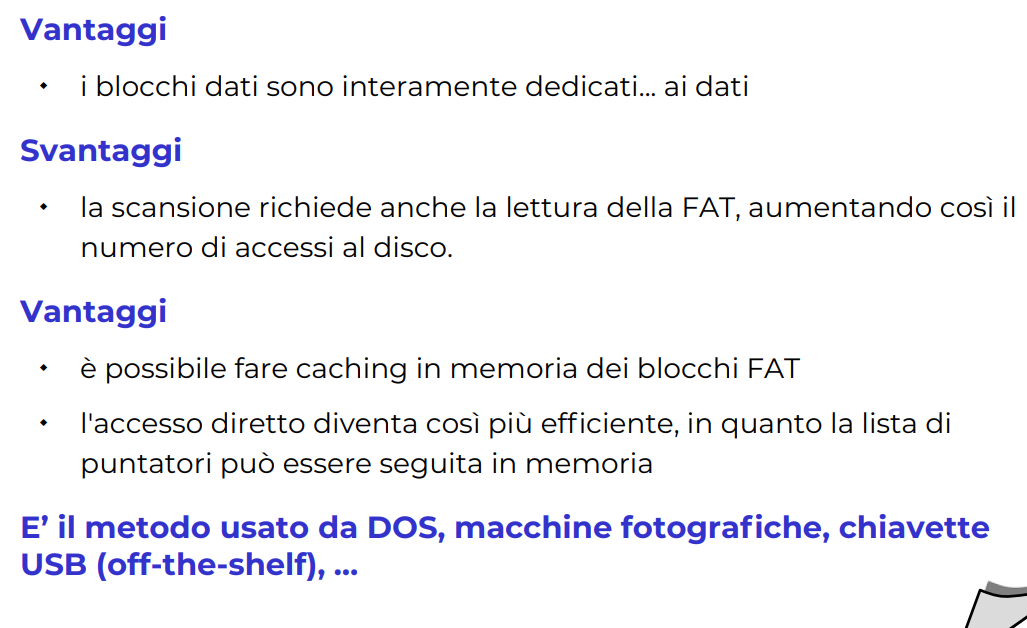 Vantaggi
i blocchi dati sono interamente dedicati... ai dati
Svantaggi
la scansione richiede anche la lettura della FAT, aumentando così il
numero di accessi al disco.
Vantaggi
è possibile fare caching in memoria dei blocchi FAT
l'accesso diretto diventa così più efficiente, in quanto la lista di
puntatori può essere seguita in memoria
E’ il metodo usato da DOS, macchine fotografiche, chiavette
USB (off-the-shelf), ...